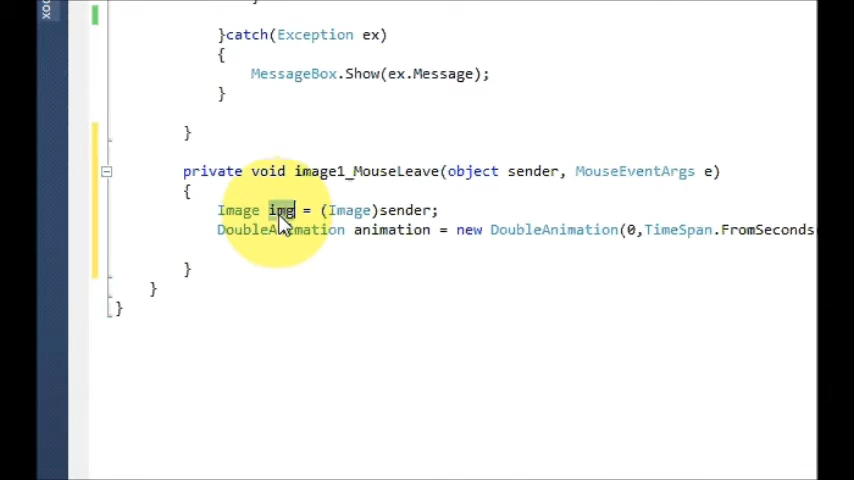 }catch(Exception ex)
{
MessageBox.Show(ex.Message);
}
}
private void image1_MouseLeave(object sender, MouseEventArgs e)
{
Image img = (Image)sender;
DoubleAnimation animation = new DoubleAnimation(0,TimeSpan.FromSeconds
}
}
}